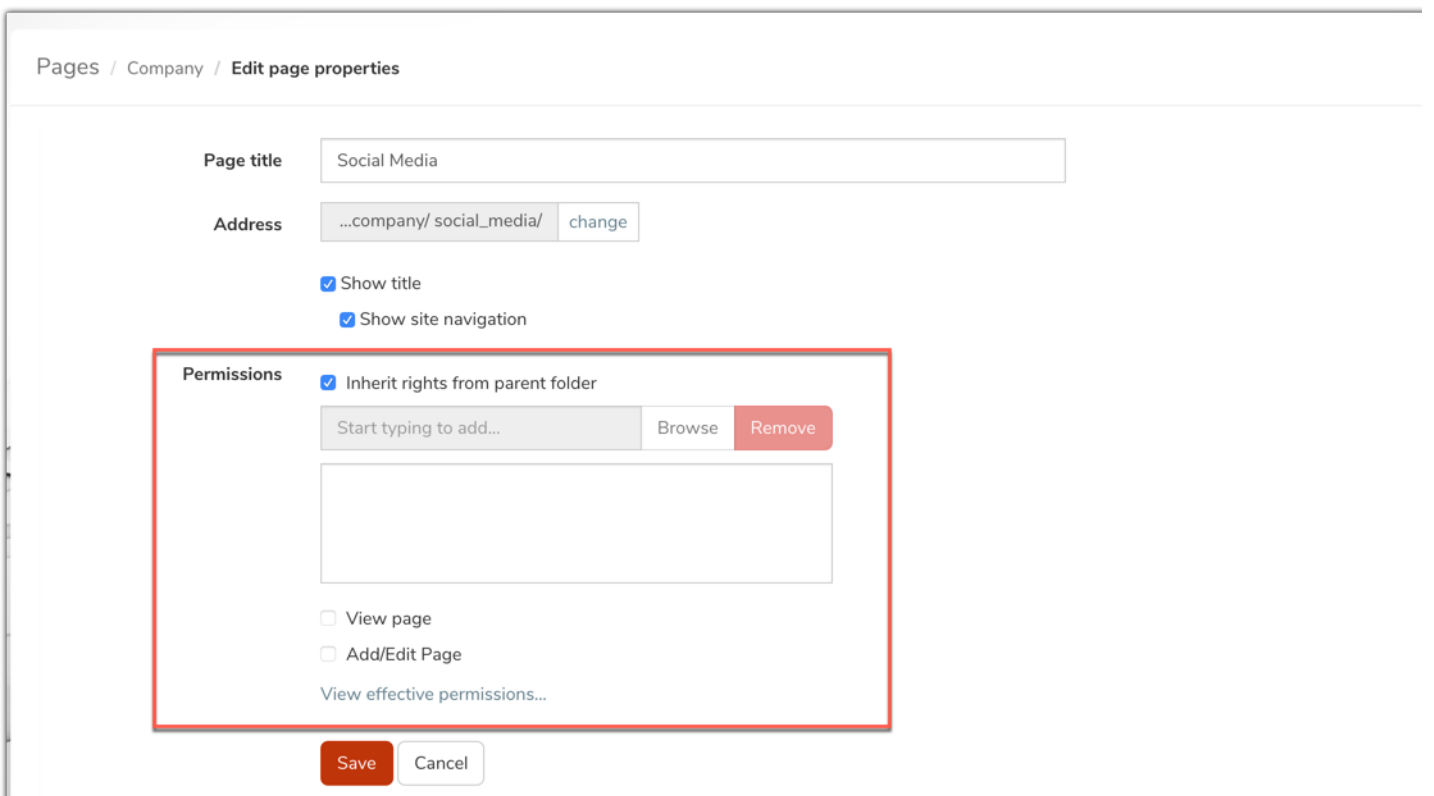 Pages / Company / Edit page properties
Page title Social Media
Address ...company/ social_media/ change
Show title
Show site navigation
Permissions Inherit rights from parent folder
Start typing to add... Browse Remove
View page
Add/Edit Page
View effective permissions...
Save Cancel